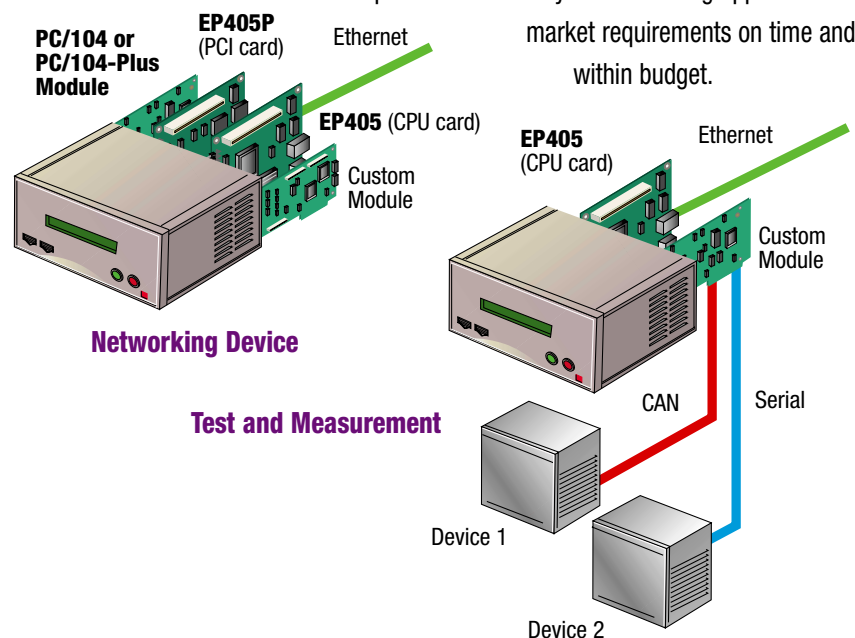 market requirements on time and
within budget.
EP405P
(PCI card)
Ethernet
PC/104 or
PC/104-Plus
Module
EP405 (CPU card)
Custom
Module
Networking Device
EP405
(CPU card)
Ethernet
Custom
Module
Test and Measurement
CAN
Serial
Device 1
Device 2